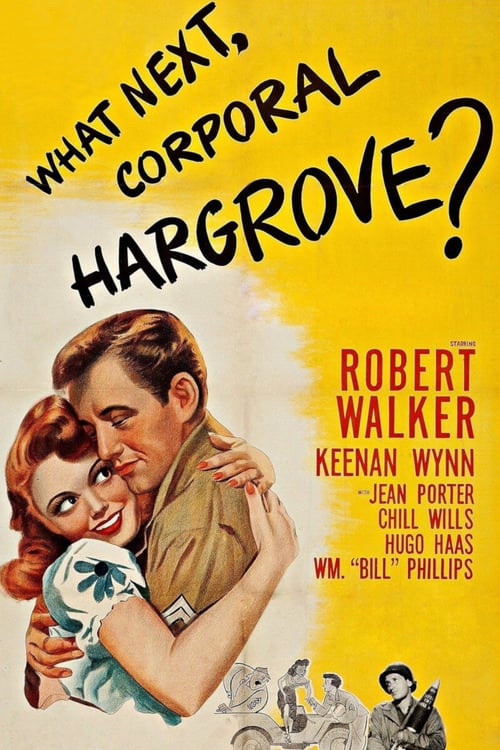 WHAT NEXT,
CORPORAL
HARGROVE?
STARRING
ROBERT
WALKER
KEENAN WYNN
WITH JEAN PORTER
CHILL WILLS
HUGO HAAS
WM. "BILL" PHILLIPS